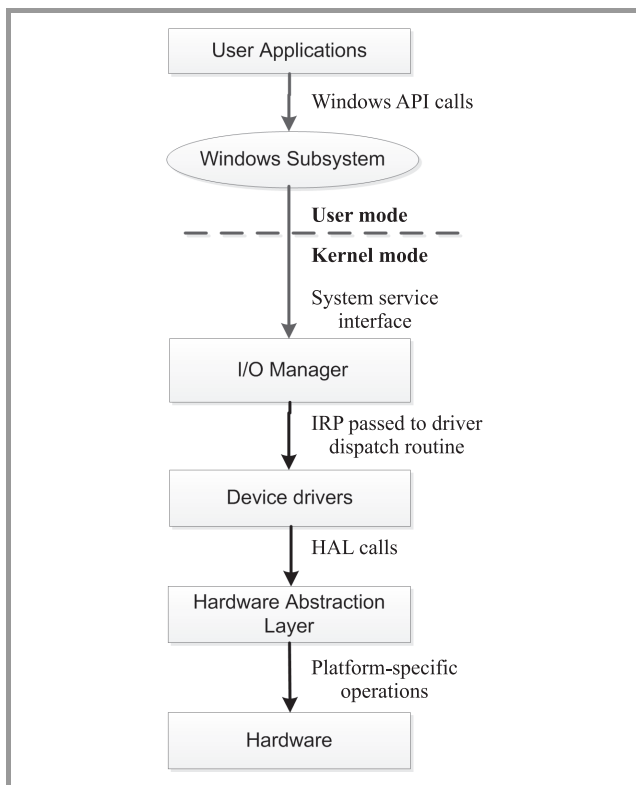 User Applications
Windows API calls
Windows Subsystem
User mode
Kernel mode
System service
interface
I/O Manager
IRP passed to driver
dispatch routine
Device drivers
HAL calls
Hardware Abstraction
Layer
Platform-specific
operations
Hardware